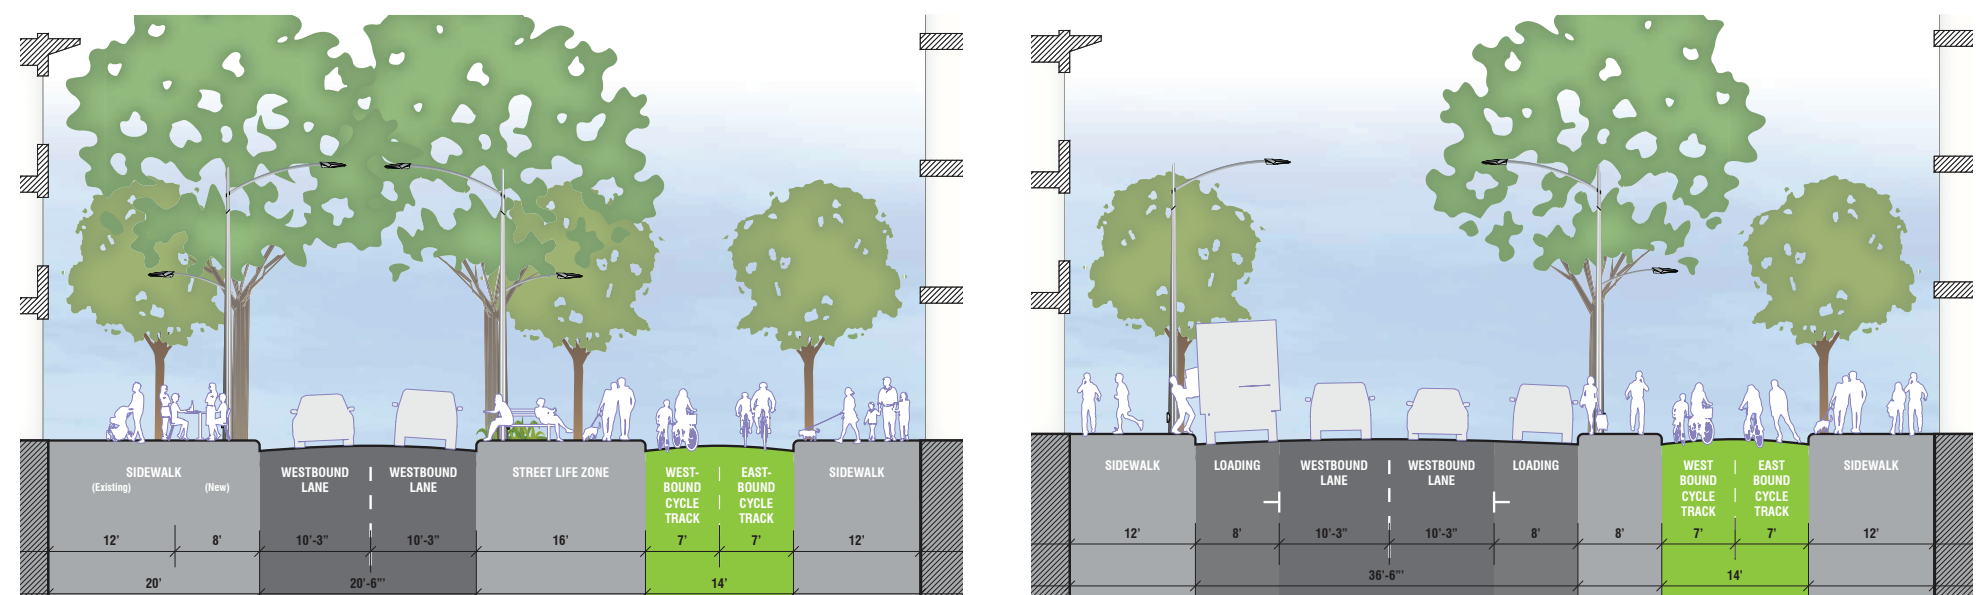 SIDEWALK
(Existing)
(New)
WESTBOUND
LANE
WESTBOUND
LANE
STREET LIFE ZONE
WEST-
BOUND
CYCLE
TRACK
EAST-
BOUND
CYCLE
TRACK
SIDEWALK
12’
8’
10’-3”
10’-3”
16’
7’
7’
12’
20’
20’-6”’
14’
SIDEWALK
LOADING
WESTBOUND
LANE
WESTBOUND
LANE
LOADING
WEST
BOUND
CYCLE
TRACK
EAST
BOUND
CYCLE
TRACK
SIDEWALK
12’
8’
10’-3”
10’-3”
8’
8’
7’
7’
12’
36’-6”’
14’